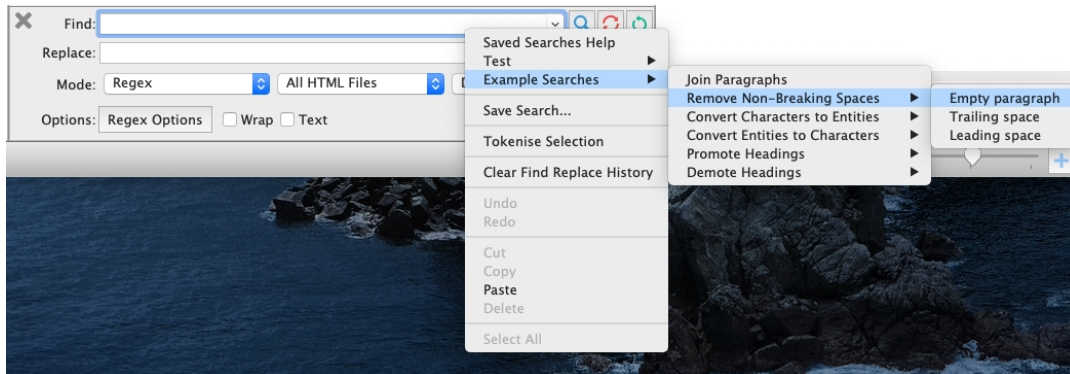 Find:
Replace:
Mode: Regex All HTML Files
Options: Regex Options Wrap Text
Saved Searches Help
Test
Example Searches
Save Search...
Tokenise Selection
Clear Find Replace History
Undo
Redo
Cut
Copy
Paste
Delete
Select All
Join Paragraphs
Remove Non-Breaking Spaces
Convert Characters to Entities
Convert Entities to Characters
Promote Headings
Demote Headings
Empty paragraph
Trailing space
Leading space